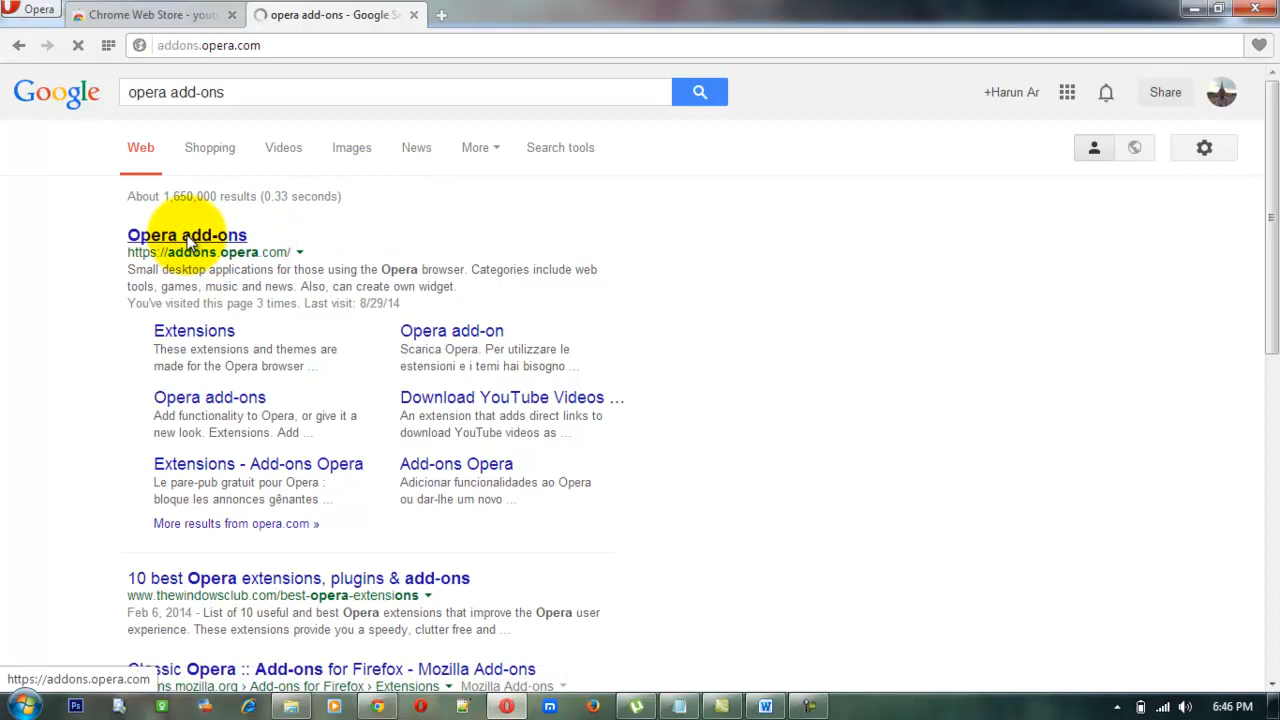 Opera
Chrome Web Store - yout
opera add-ons - Google Se
addons.opera.com
Google
opera add-ons
+Harun Ar
Share
Web
Shopping
Videos
Images
News
More
Search tools
About 1,650,000 results (0.33 seconds)
Opera add-ons
https://addons.opera.com/
Small desktop applications for those using the Opera browser. Categories include web
tools, games, music and news. Also, can create own widget.
You've visited this page 3 times. Last visit: 8/29/14
Extensions
These extensions and themes are
made for the Opera browser ...
Opera add-on
Scarica Opera. Per utilizzare le
estensioni e i temi hai bisogno ...
Opera add-ons
Add functionality to Opera, or give it a
new look. Extensions. Add ...
Download YouTube Videos ...
An extension that adds direct links to
download YouTube videos as ...
Extensions - Add-ons Opera
Le pare-pub gratuit pour Opera :
bloque les annonces gênantes ...
Add-ons Opera
Adicionar funcionalidades ao Opera
ou dar-lhe um novo ...
More results from opera.com »
10 best Opera extensions, plugins & add-ons
www.thewindowsclub.com/best-opera-extensions
Feb 6, 2014 - List of 10 useful and best Opera extensions that improve the Opera user
experience. These extensions provide you a speedy, clutter free and ...
Classic Opera :: Add-ons for Firefox - Mozilla Add-ons
ns.mozilla.org › Add-ons for Firefox › Extensions
Mozilla Add-ons
https://addons.opera.com
Ps
W
6:46 PM